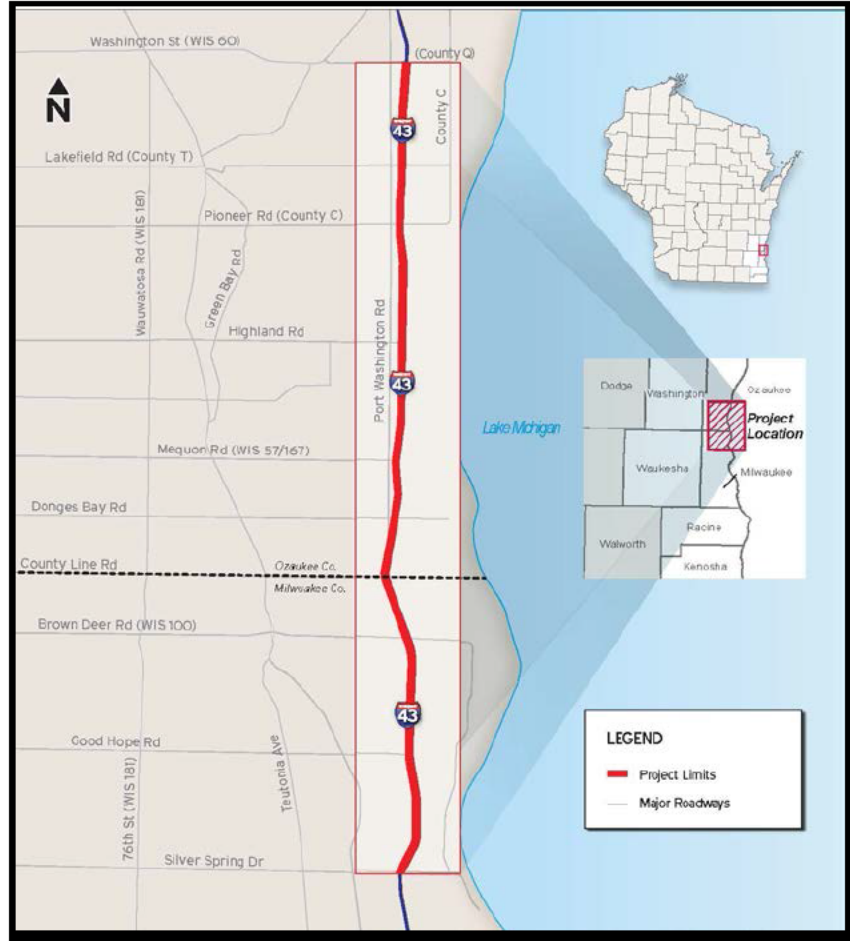 Washington St (WIS 60)
(County Q)
N
43
County C
Lakefield Rd (County T)
Wauwatosa Rd (WIS 181)
Pioneer Rd (County C)
Green Bay Rd
Port Washington Rd
Highland Rd
43
Lake Michigan
Mequon Rd (WIS 57/167)
Donges Bay Rd
County Line Rd
Ozaukee Co.
Milwaukee Co.
Brown Deer Rd (WIS 100)
43
Good Hope Rd
Teutonia Ave
76th St (WIS 181)
Silver Spring Dr
Dodge
Washington
Ozaukee
Project
Location
Waukesha
Milwaukee
Walworth
Racine
Kenosha
LEGEND
Project Limits
Major Roadways